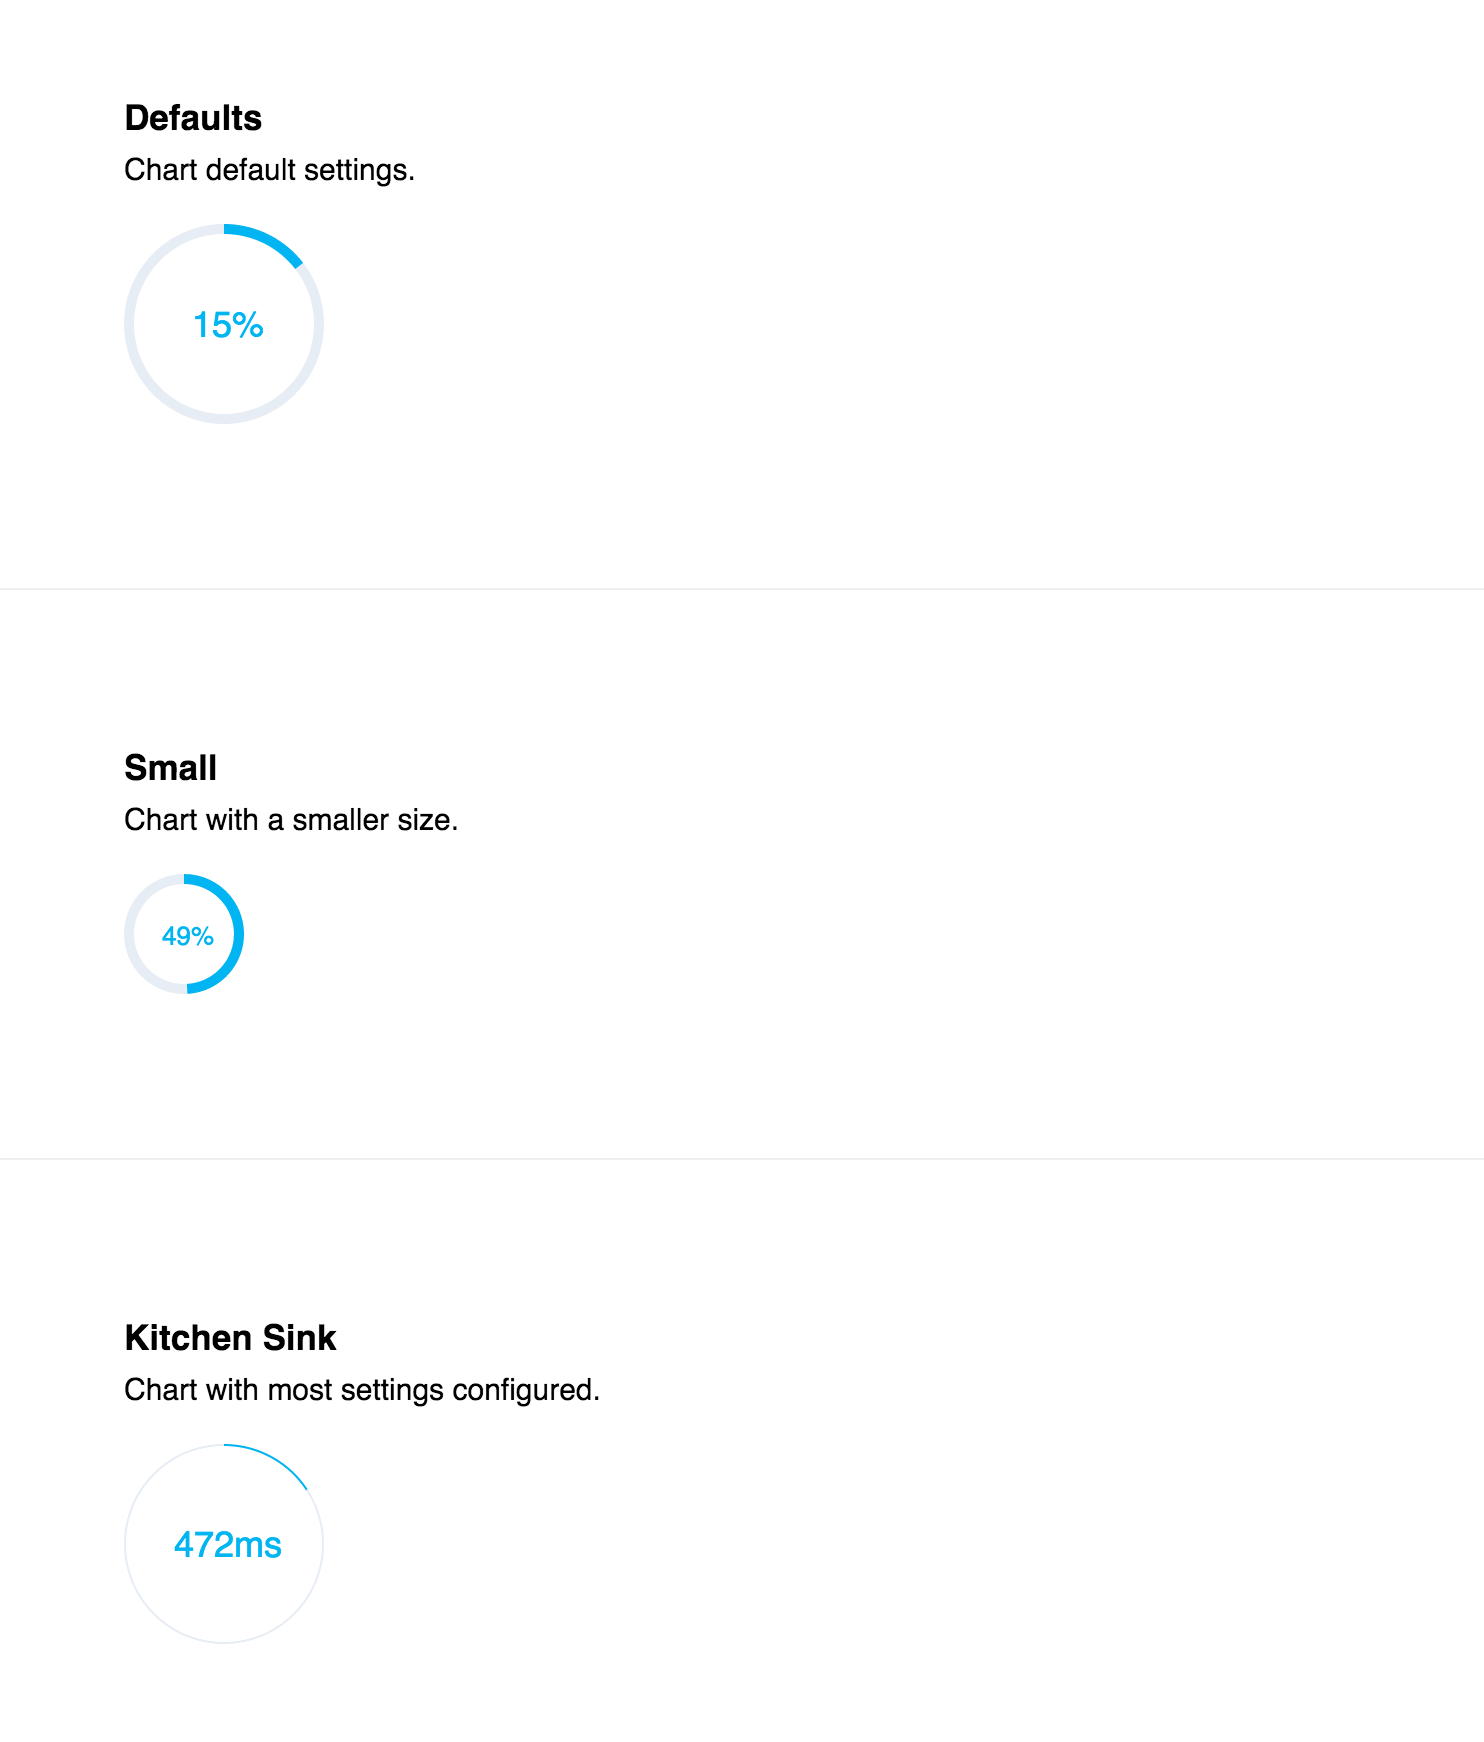 Defaults
Chart default settings.
15%
Small
Chart with a smaller size.
49%
Kitchen Sink
Chart with most settings configured.
472ms